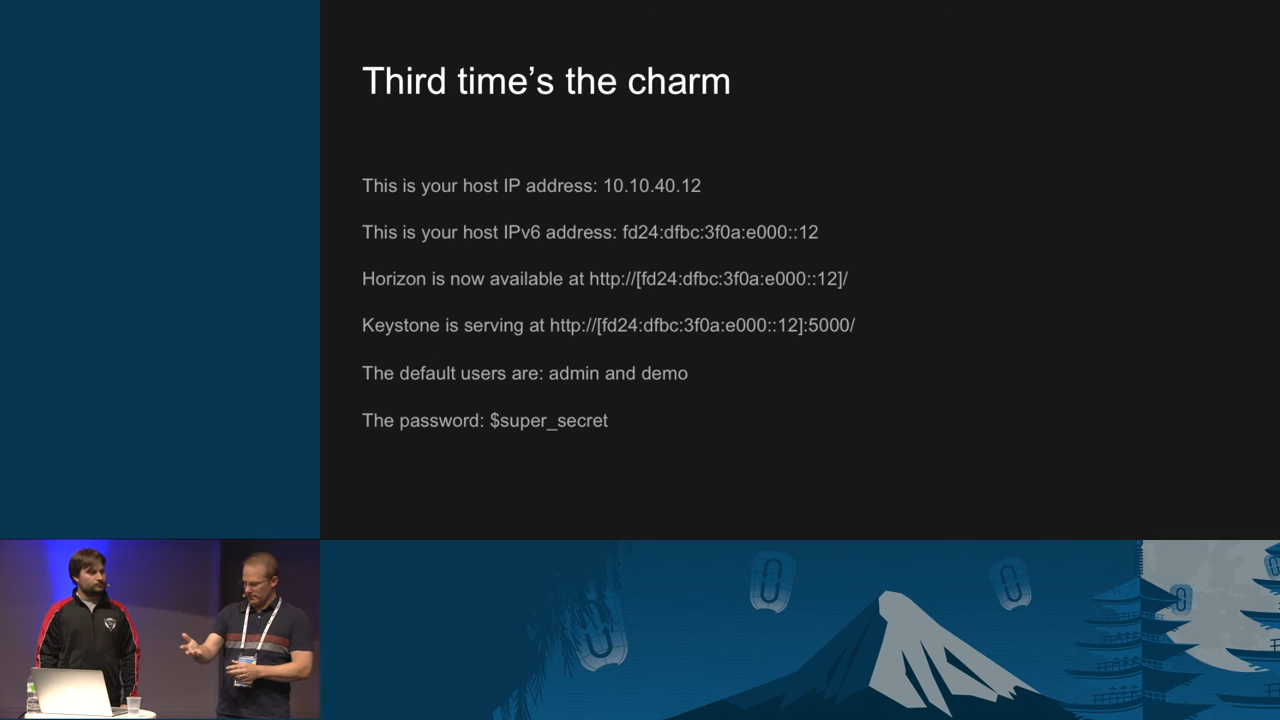 Third time’s the charm
This is your host IP address: 10.10.40.12
This is your host IPv6 address: fd24:dfbc:3f0a:e000::12
Horizon is now available at http://[fd24:dfbc:3f0a:e000::12]/
Keystone is serving at http://[fd24:dfbc:3f0a:e000::12]:5000/
The default users are: admin and demo
The password: $super_secret